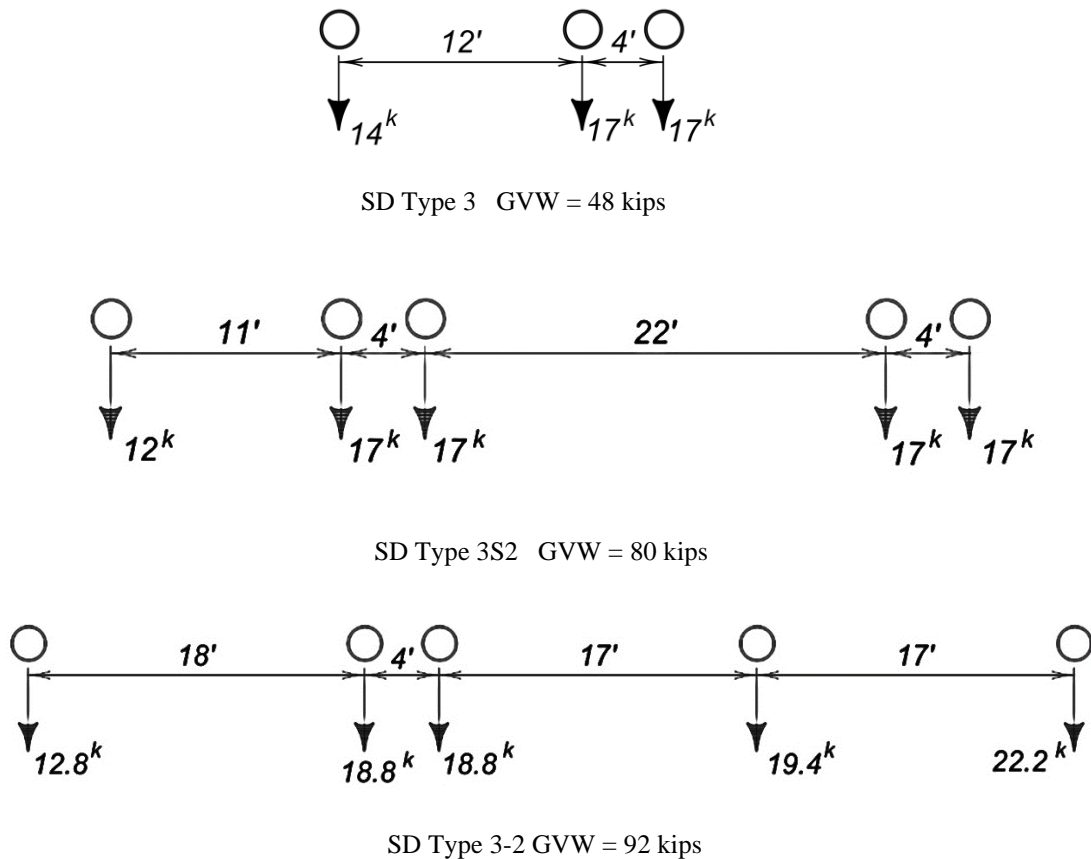 12' 4'
14k 17k 17k
SD Type 3 GVW = 48 kips
11' 4' 22' 4'
12k 17k 17k 17k 17k
SD Type 3S2 GVW = 80 kips
18' 4' 17' 17'
12.8k 18.8k 18.8k 19.4k 22.2k
SD Type 3-2 GVW = 92 kips